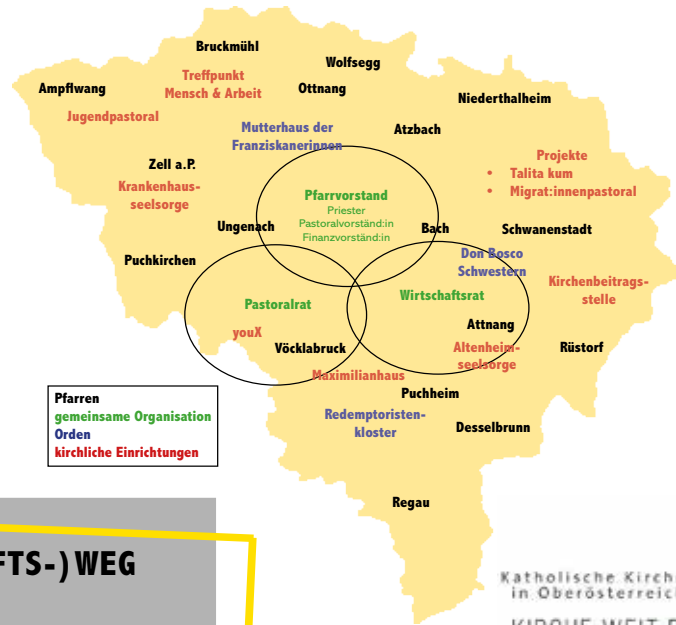 Bruckmühl
Wolfsegg
Ampflwang
Treffpunkt
Mensch & Arbeit
Ottnang
Niederthalheim
Jugendpastoral
Mutterhaus der
Franziskanerinnen
Atzbach
Zell a.P.
Krankenhaus-
seelsorge
Projekte
• Talita kum
• Migrat:innenpastoral
Pfarrvorstand
Priester
Pastoralvorständ:in
Finanzvorständ:in
Ungenach
Bach
Schwanenstadt
Puchkirchen
Don Bosco
Schwestern
Kirchenbeitrags-
stelle
Pastoralrat
Wirtschaftsrat
youX
Attnang
Vöcklabruck
Altenheim-
seelsorge
Rüstorf
Maximilianhaus
Puchheim
Redemptoristen-
kloster
Desselbrunn
Pfarren
gemeinsame Organisation
Orden
kirchliche Einrichtungen
Regau
FTS-) WEG
Katholische Kirch
in Oberösterreic
KIRCHE WEIT